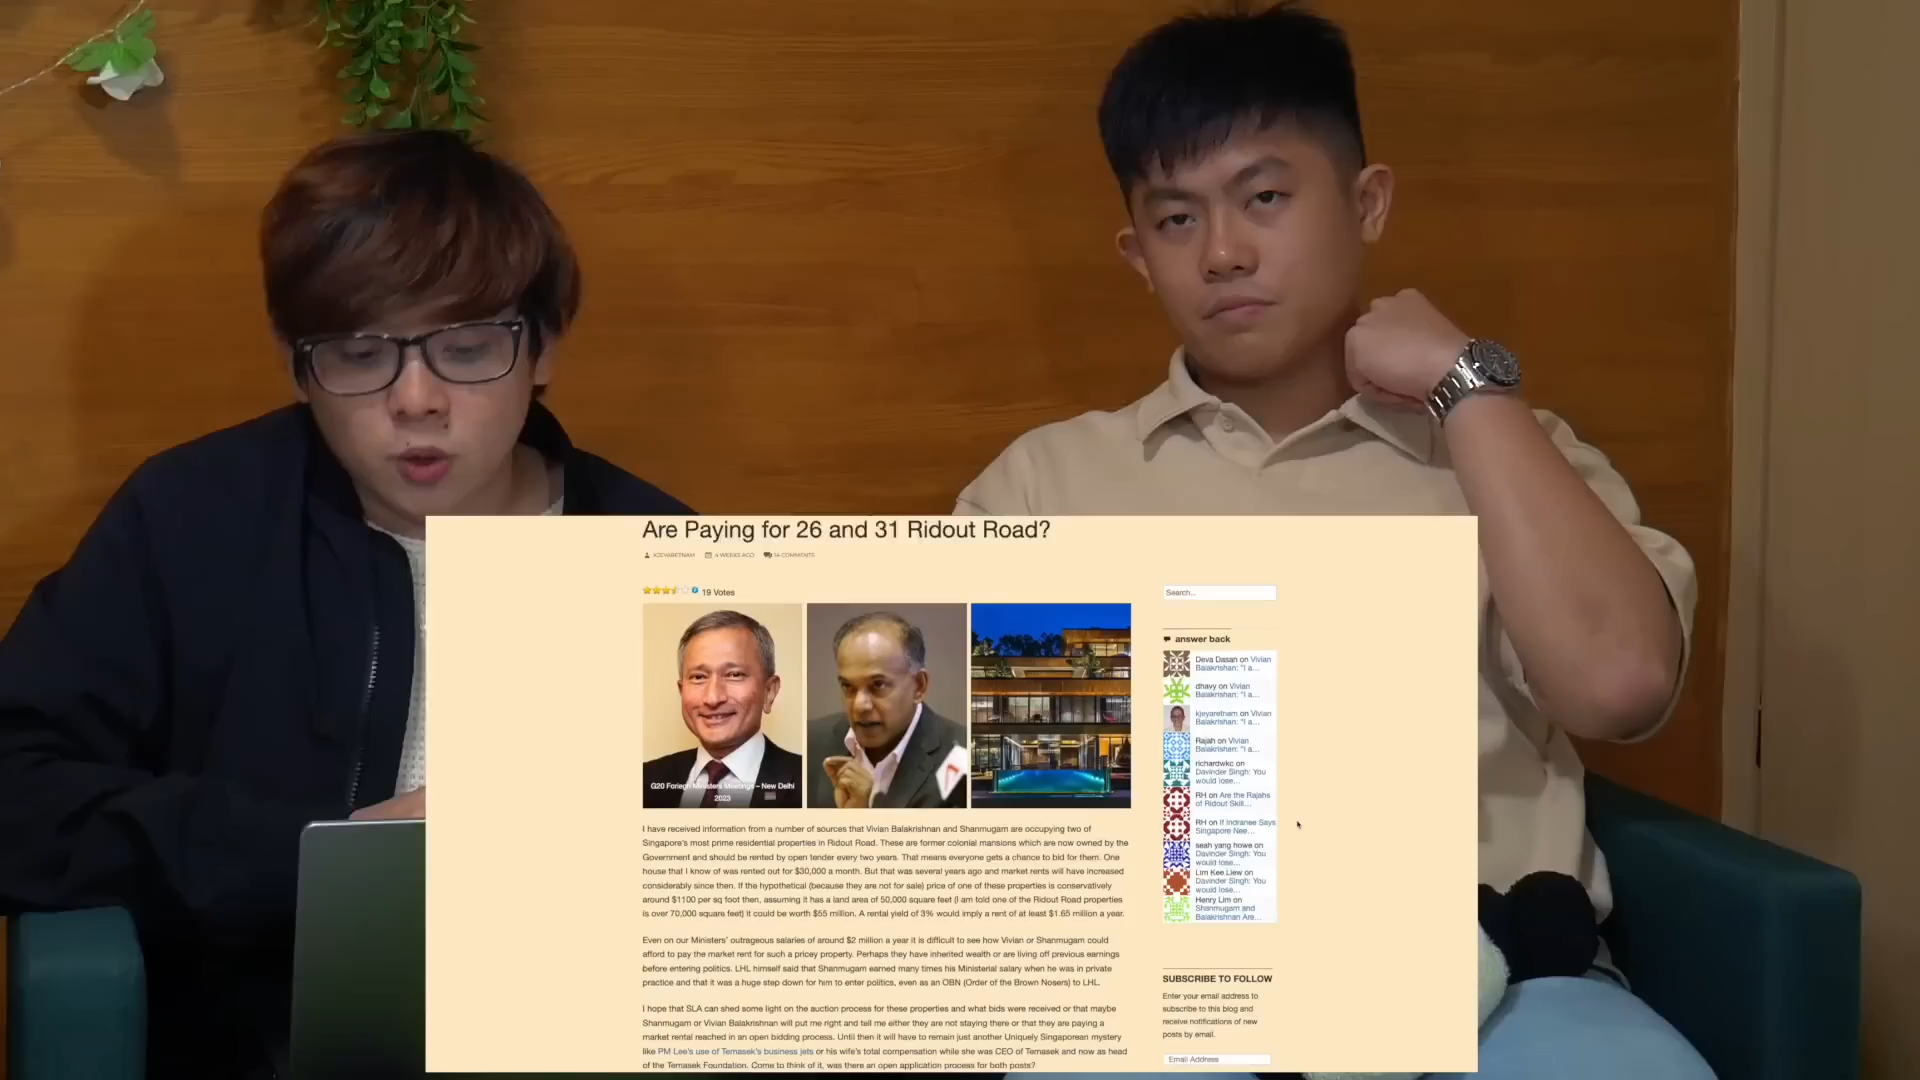 Are Paying for 26 and 31 Ridout Road?
KJEYARETNAM 4 WEEKS AGO 14 COMMENTS
19 Votes
G20 Foriegn Ministers Meetings – New Delhi
2023
I have received information from a number of sources that Vivian Balakrishnan and Shanmugam are occupying two of
Singapore's most prime residential properties in Ridout Road. These are former colonial mansions which are now owned by the
Government and should be rented by open tender every two years. That means everyone gets a chance to bid for them. One
house that I know of was rented out for $30,000 a month. But that was several years ago and market rents will have increased
considerably since then. If the hypothetical (because they are not for sale) price of one of these properties is conservatively
around $1100 per sq foot then, assuming it has a land area of 50,000 square feet (I am told one of the Ridout Road properties
is over 70,000 square feet) it could be worth $55 million. A rental yield of 3% would imply a rent of at least $1.65 million a year.
Even on our Ministers' outrageous salaries of around $2 million a year it is difficult to see how Vivian or Shanmugam could
afford to pay the market rent for such a pricey property. Perhaps they have inherited wealth or are living off previous earnings
before entering politics. LHL himself said that Shanmugam earned many times his Ministerial salary when he was in private
practice and that it was a huge step down for him to enter politics, even as an OBN (Order of the Brown Nosers) to LHL.
I hope that SLA can shed some light on the auction process for these properties and what bids were received or that maybe
Shanmugam or Vivian Balakrishnan will put me right and tell me either they are not staying there or that they are paying a
market rental reached in an open bidding process. Until then it will have to remain just another Uniquely Singaporean mystery
like PM Lee's use of Temasek's business jets or his wife's total compensation while she was CEO of Temasek and now as head
of the Temasek Foundation. Come to think of it, was there an open application process for both posts?
Search...
answer back
Deva Dasan on Vivian
Balakrishan: "I a...
dhavy on Vivian
Balakrishan: "I a...
kjeyaretnam on Vivian
Balakrishan: "I a...
Rajah on Vivian
Balakrishan: "I a...
richardwkc on
Davinder Singh: You
would lose...
RH on Are the Rajahs
of Ridout Skill...
RH on If Indranee Says
Singapore Nee...
seah yang howe on
Davinder Singh: You
would lose...
Lim Kee Liew on
Davinder Singh: You
would lose...
Henry Lim on
Shanmugam and
Balakrishnan Are...
SUBSCRIBE TO FOLLOW
Enter your email address to
subscribe to this blog and
receive notifications of new
posts by email.
Email Address